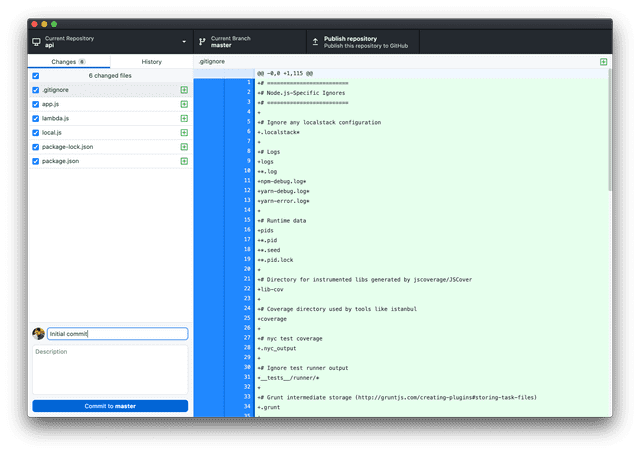 Current Repository
api
Current Branch
master
Publish repository
Publish this repository to GitHub
Changes 6
History
6 changed files
.gitignore
app.js
lambda.js
local.js
package-lock.json
package.json
Initial commit
Description
Commit to master
.gitignore
@@ -0,0 +1,115 @@
1 +# =========================
2 +# Node.js-Specific Ignores
3 +# =========================
4 +
5 +# Ignore any localstack configuration
6 +.localstack*
7 +
8 +# Logs
9 +logs
10 +*.log
11 +npm-debug.log*
12 +yarn-debug.log*
13 +yarn-error.log*
14 +
15 +# Runtime data
16 +pids
17 +*.pid
18 +*.seed
19 +*.pid.lock
20 +
21 +# Directory for instrumented libs generated by jscoverage/JSCover
22 +lib-cov
23 +
24 +# Coverage directory used by tools like istanbul
25 +coverage
26 +
27 +# nyc test coverage
28 +.nyc_output
29 +
30 +# Ignore test runner output
31 +__tests__/runner/*
32 +
33 +# Grunt intermediate storage (http://gruntjs.com/creating-plugins#storing-task-files)
34 +.grunt
35 +